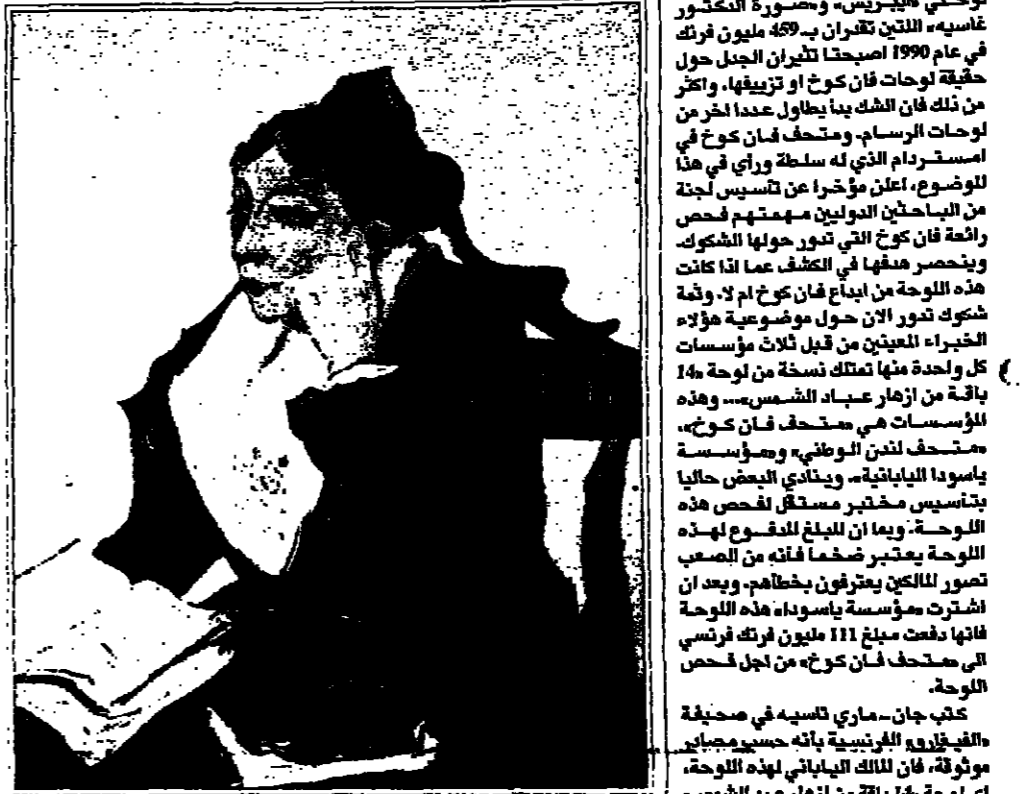 لوحتي «ايبريس» و«صورة الدكتور
غاسيه» اللتين تقدران بـ 459 مليون فرنك
في عام 1990 اصبحتا تثيران الجدل حول
حقيقة لوحات فان كوخ او تزييفها. واكثر
من ذلك فان الشك بدأ يطاول عددا اخر من
لوحات الرسام. ومتحف فان كوخ في
امستردام الذي له سلطة ورأي في هذا
الموضوع، اعلن مؤخرا عن تأسيس لجنة
من الباحثين الدوليين مهمتهم فحص
رائعة فان كوخ التي تدور حولها الشكوك.
وينحصر هدفها في الكشف عما اذا كانت
هذه اللوحة من ابداع فان كوخ ام لا. وثمة
شكوك تدور الان حول موضوعية هؤلاء
الخبراء المعينين من قبل ثلاث مؤسسات
كل واحدة منها تمتلك نسخة من لوحة «14
باقة من ازهار عباد الشمس»... وهذه
المؤسسات هي «متحف فان كوخ»،
«متحف لندن الوطني» و«مؤسسة
ياسودا اليابانية». وينادي البعض حاليا
بتأسيس مختبر مستقل لفحص هذه
اللوحة. وبما ان المبلغ المدفوع لهذه
اللوحة يعتبر ضخما فأنه من الصعب
تصور المالكين يعترفون بخطأهم. وبعد ان
اشترت «مؤسسة ياسودا» هذه اللوحة
فانها دفعت مبلغ 111 مليون فرنك فرنسي
الى «متحف فان كوخ» من اجل فحص
اللوحة.
كتب جان ـ ماري تاسيه في صحيفة
«الفيغارو» الفرنسية بأنه حسب مصادر
موثوقة، فان المالك الياباني لهذه اللوحة،